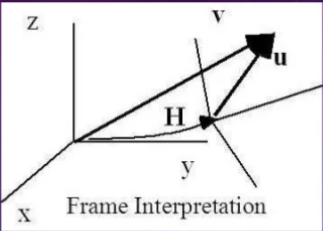 z
v
u
H
y
x
Frame Interpretation